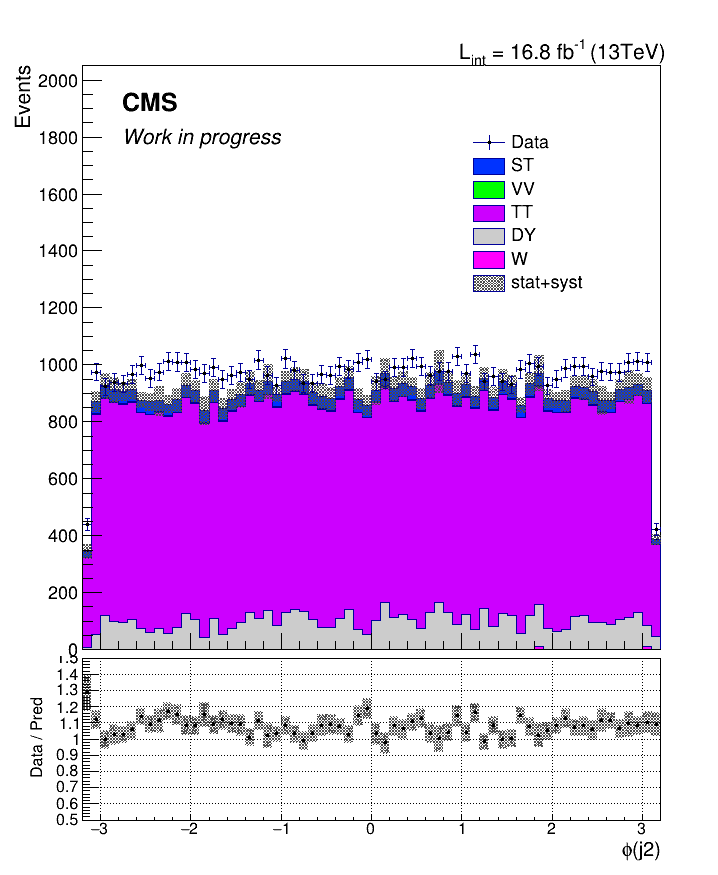 L_int = 16.8 fb^-1 (13TeV)
Events
2000
1800
1600
1400
1200
1000
800
600
400
200
0
CMS
Work in progress
Data
ST
VV
TT
DY
W
stat+syst
Data / Pred
1.5
1.4
1.3
1.2
1.1
1
0.9
0.8
0.7
0.6
0.5
−3 −2 −1 0 1 2 3
ϕ(j2)